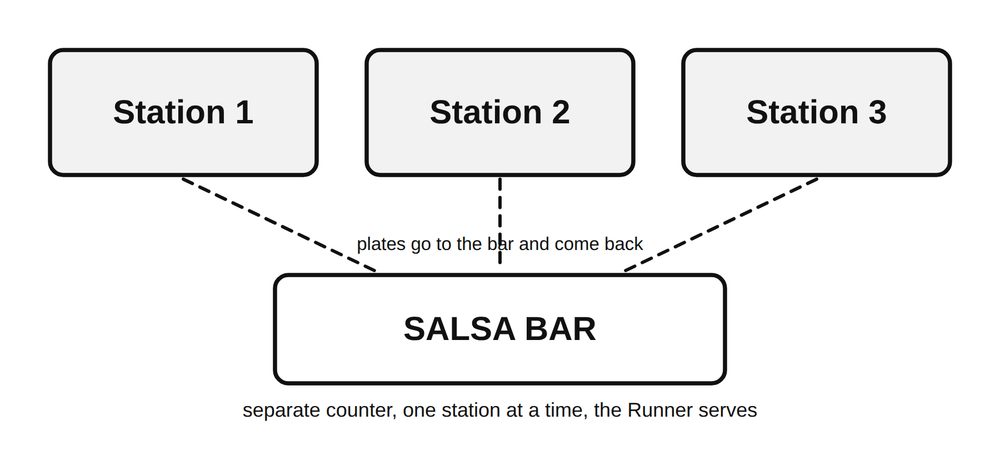 Station 1
Station 2
Station 3
plates go to the bar and come back
SALSA BAR
separate counter, one station at a time, the Runner serves